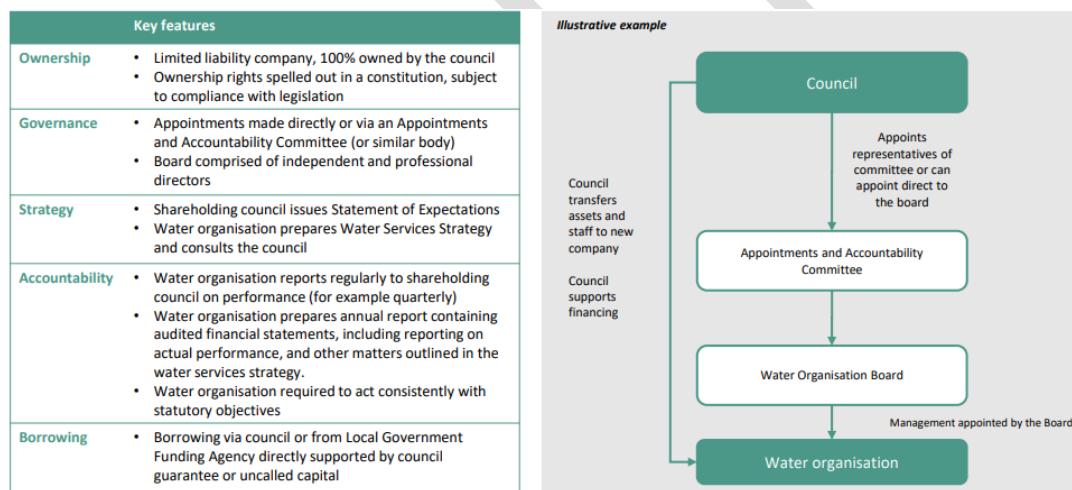 Key features
Ownership
• Limited liability company, 100% owned by the council
• Ownership rights spelled out in a constitution, subject
to compliance with legislation
Governance
• Appointments made directly or via an Appointments
and Accountability Committee (or similar body)
• Board comprised of independent and professional
directors
Strategy
• Shareholding council issues Statement of Expectations
• Water organisation prepares Water Services Strategy
and consults the council
Accountability
• Water organisation reports regularly to shareholding
council on performance (for example quarterly)
• Water organisation prepares annual report containing
audited financial statements, including reporting on
actual performance, and other matters outlined in the
water services strategy.
• Water organisation required to act consistently with
statutory objectives
Borrowing
• Borrowing via council or from Local Government
Funding Agency directly supported by council
guarantee or uncalled capital
Illustrative example
Council
Appoints
representatives of
committee or can
appoint direct to
the board
Council
transfers
assets and
staff to new
company
Council
supports
financing
Appointments and Accountability
Committee
Water Organisation Board
Management appointed by the Board
Water organisation